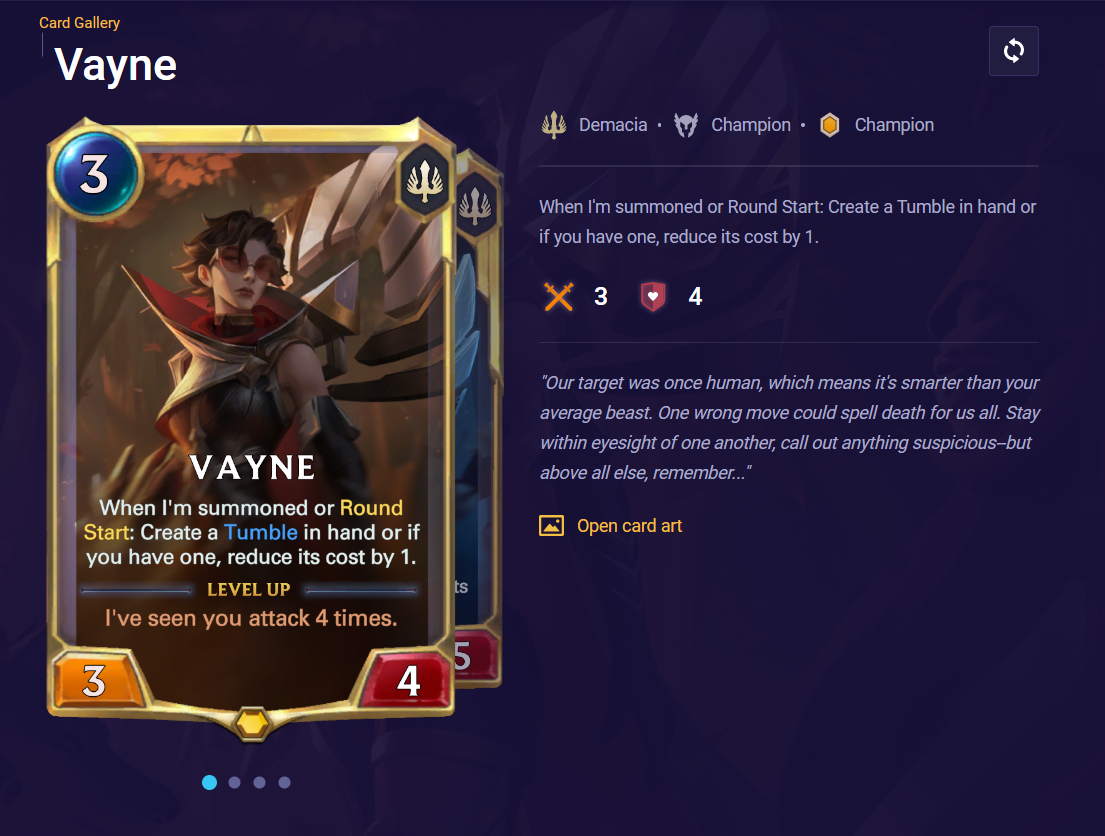 Card Gallery
Vayne
3
VAYNE
When I'm summoned or Round
Start: Create a Tumble in hand or if
you have one, reduce its cost by 1.
LEVEL UP
I've seen you attack 4 times.
3
4
ts
5
Demacia • Champion • Champion
When I'm summoned or Round Start: Create a Tumble in hand or
if you have one, reduce its cost by 1.
3 4
"Our target was once human, which means it's smarter than your
average beast. One wrong move could spell death for us all. Stay
within eyesight of one another, call out anything suspicious–but
above all else, remember..."
Open card art